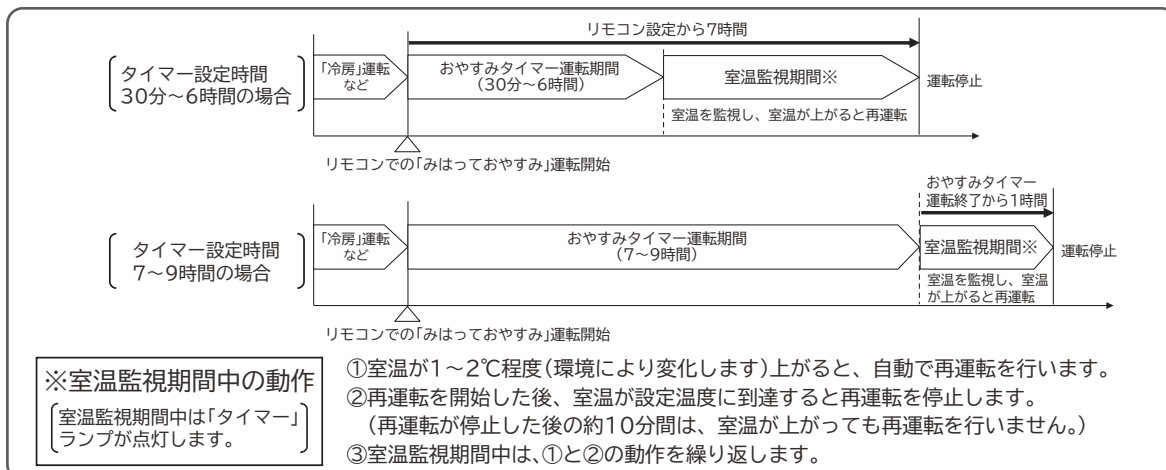 リモコン設定から7時間
タイマー設定時間
30分～6時間の場合
「冷房」運転
など
おやすみタイマー運転期間
(30分～6時間)
室温監視期間※
運転停止
室温を監視し、室温が上がると再運転
リモコンでの「みはっておやすみ」運転開始
おやすみタイマー
運転終了から1時間
タイマー設定時間
7～9時間の場合
「冷房」運転
など
おやすみタイマー運転期間
(7～9時間)
室温監視期間※
運転停止
室温を監視し、室温
が上がると再運転
リモコンでの「みはっておやすみ」運転開始
※室温監視期間中の動作
室温監視期間中は「タイマー」
ランプが点灯します。
①室温が1～2℃程度(環境により変化します)上がると、自動で再運転を行います。
②再運転を開始した後、室温が設定温度に到達すると再運転を停止します。
(再運転が停止した後の約10分間は、室温が上がっても再運転を行いません。)
③室温監視期間中は、①と②の動作を繰り返します。